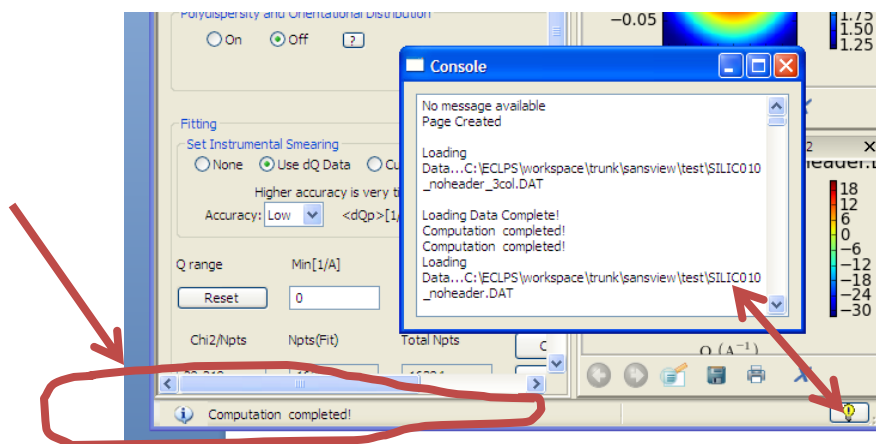 Polydispersity and Orientational Distribution
On Off ?
Fitting
Set Instrumental Smearing
None Use dQ Data
Higher accuracy is very
Accuracy: Low <dQp>[1/
Q range Min[1/A]
Reset 0
Chi2/Npts Npts(Fit) Total Npts
Computation completed!
Console
No message available
Page Created
Loading
Data...C:\ECLPS\workspace\trunk\sansview\test\SILIC010
_noheader_3col.DAT
Loading Data Complete!
Computation completed!
Computation completed!
Loading
Data...C:\ECLPS\workspace\trunk\sansview\test\SILIC010
_noheader.DAT
−0.05
1.75
1.50
1.25
2
18
12
6
0
−6
−12
−18
−24
−30
Q (A⁻¹)